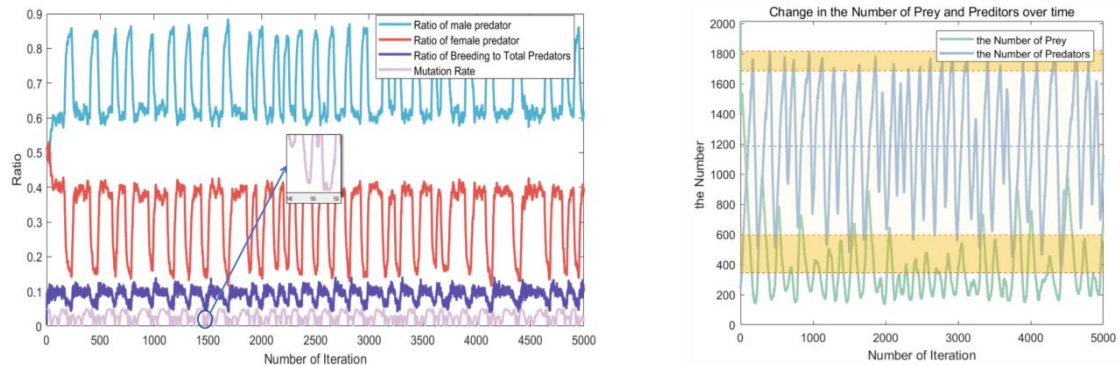 0.9
0.8
0.7
0.6
0.5
0.4
0.3
0.2
0.1
0
Ratio
Ratio of male predator
Ratio of female predator
Ratio of Breeding to Total Predators
Mutation Rate
0 500 1000 1500 2000 2500 3000 3500 4000 4500 5000
Number of Iteration
Change in the Number of Prey and Preditors over time
2000
1800
1600
1400
1200
1000
800
600
400
200
0
the Number
the Number of Prey
the Number of Predators
0 1000 2000 3000 4000 5000
Number of Iteration